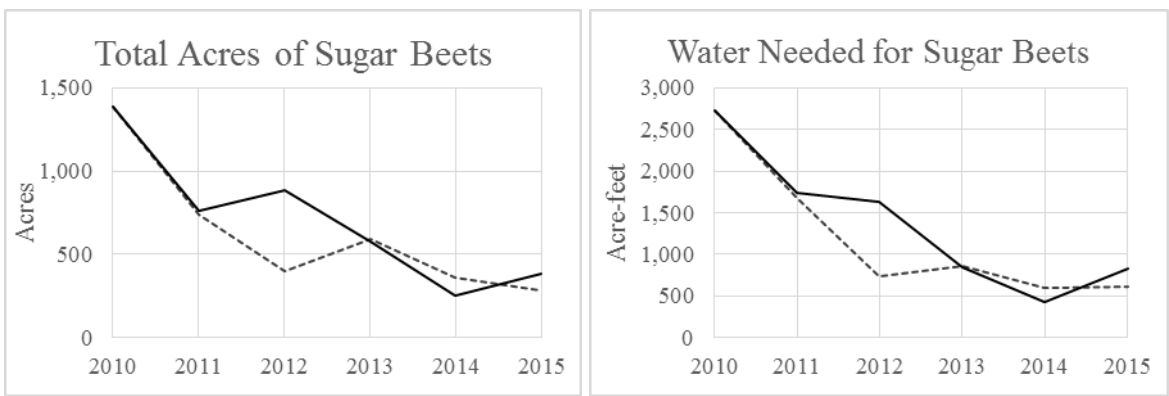 Total Acres of Sugar Beets
1,500
1,000
500
0
Acres
2010 2011 2012 2013 2014 2015
Water Needed for Sugar Beets
3,000
2,500
2,000
1,500
1,000
500
0
Acre-feet
2010 2011 2012 2013 2014 2015